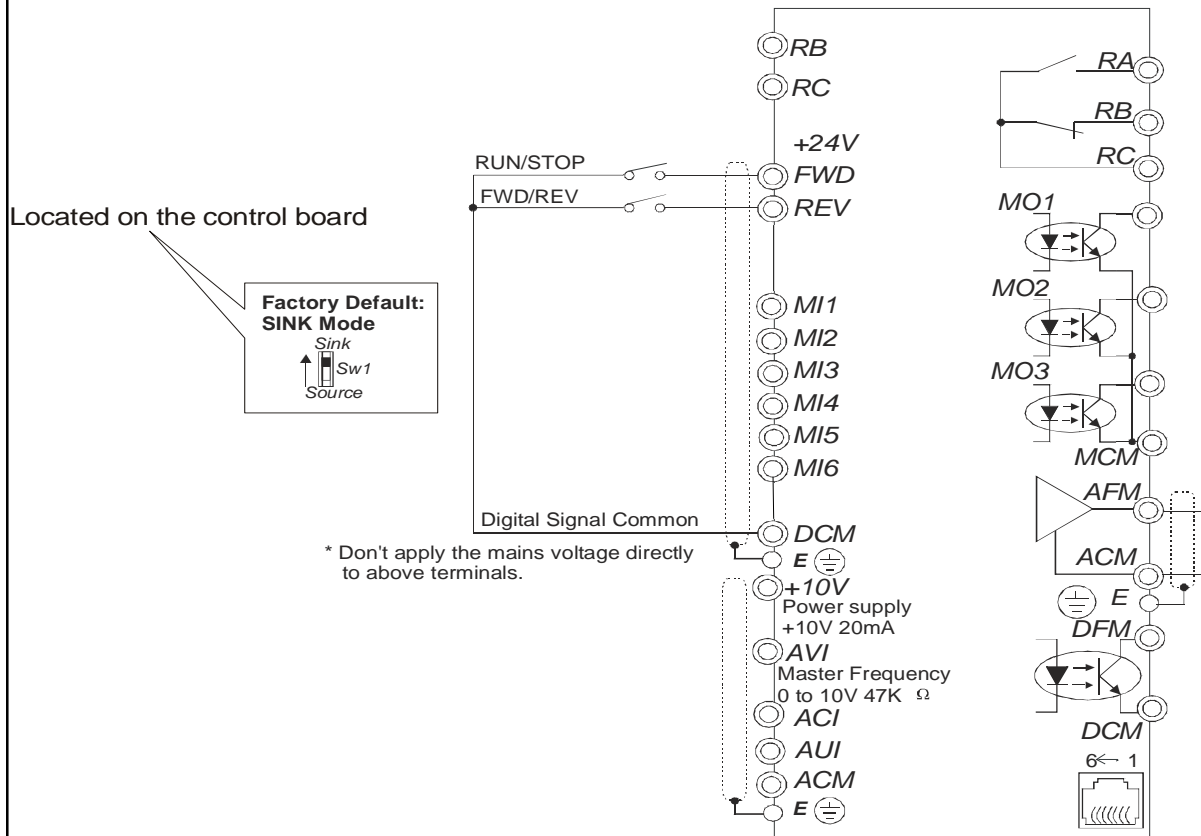 RB
RC
+24V
FWD
REV
RUN/STOP
FWD/REV
Located on the control board
Factory Default:
SINK Mode
Sink
Sw1
Source
MI1
MI2
MI3
MI4
MI5
MI6
Digital Signal Common
DCM
* Don't apply the mains voltage directly
to above terminals.
E
+10V
Power supply
+10V 20mA
AVI
Master Frequency
0 to 10V 47K Ω
ACI
AUI
ACM
E
RA
RB
RC
MO1
MO2
MO3
MCM
AFM
ACM
E
DFM
DCM
6← 1